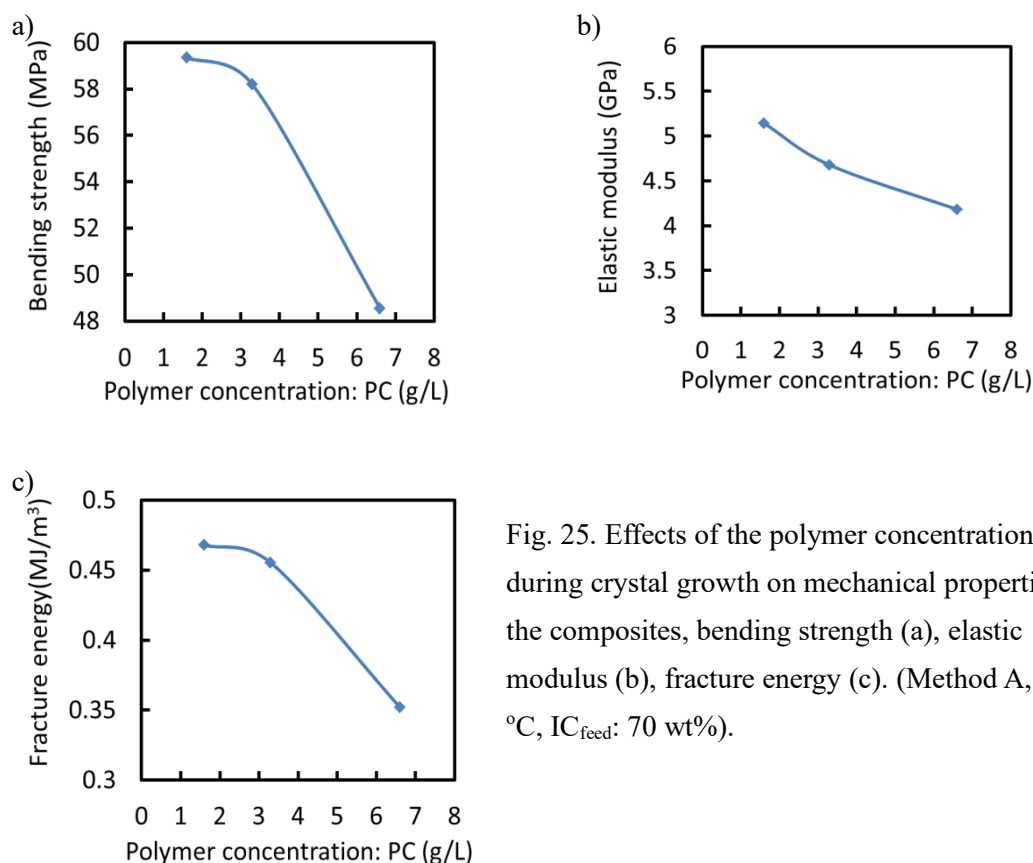 a)
Bending strength (MPa)
60
58
56
54
52
50
48
0 1 2 3 4 5 6 7 8
Polymer concentration: PC (g/L)
b)
Elastic modulus (GPa)
6
5.5
5
4.5
4
3.5
3
0 1 2 3 4 5 6 7 8
Polymer concentration: PC (g/L)
c)
Fracture energy(MJ/m³)
0.5
0.45
0.4
0.35
0.3
0 1 2 3 4 5 6 7 8
Polymer concentration: PC (g/L)
Fig. 25. Effects of the polymer concentration
during crystal growth on mechanical properti
the composites, bending strength (a), elastic
modulus (b), fracture energy (c). (Method A,
ºC, IC_feed: 70 wt%).